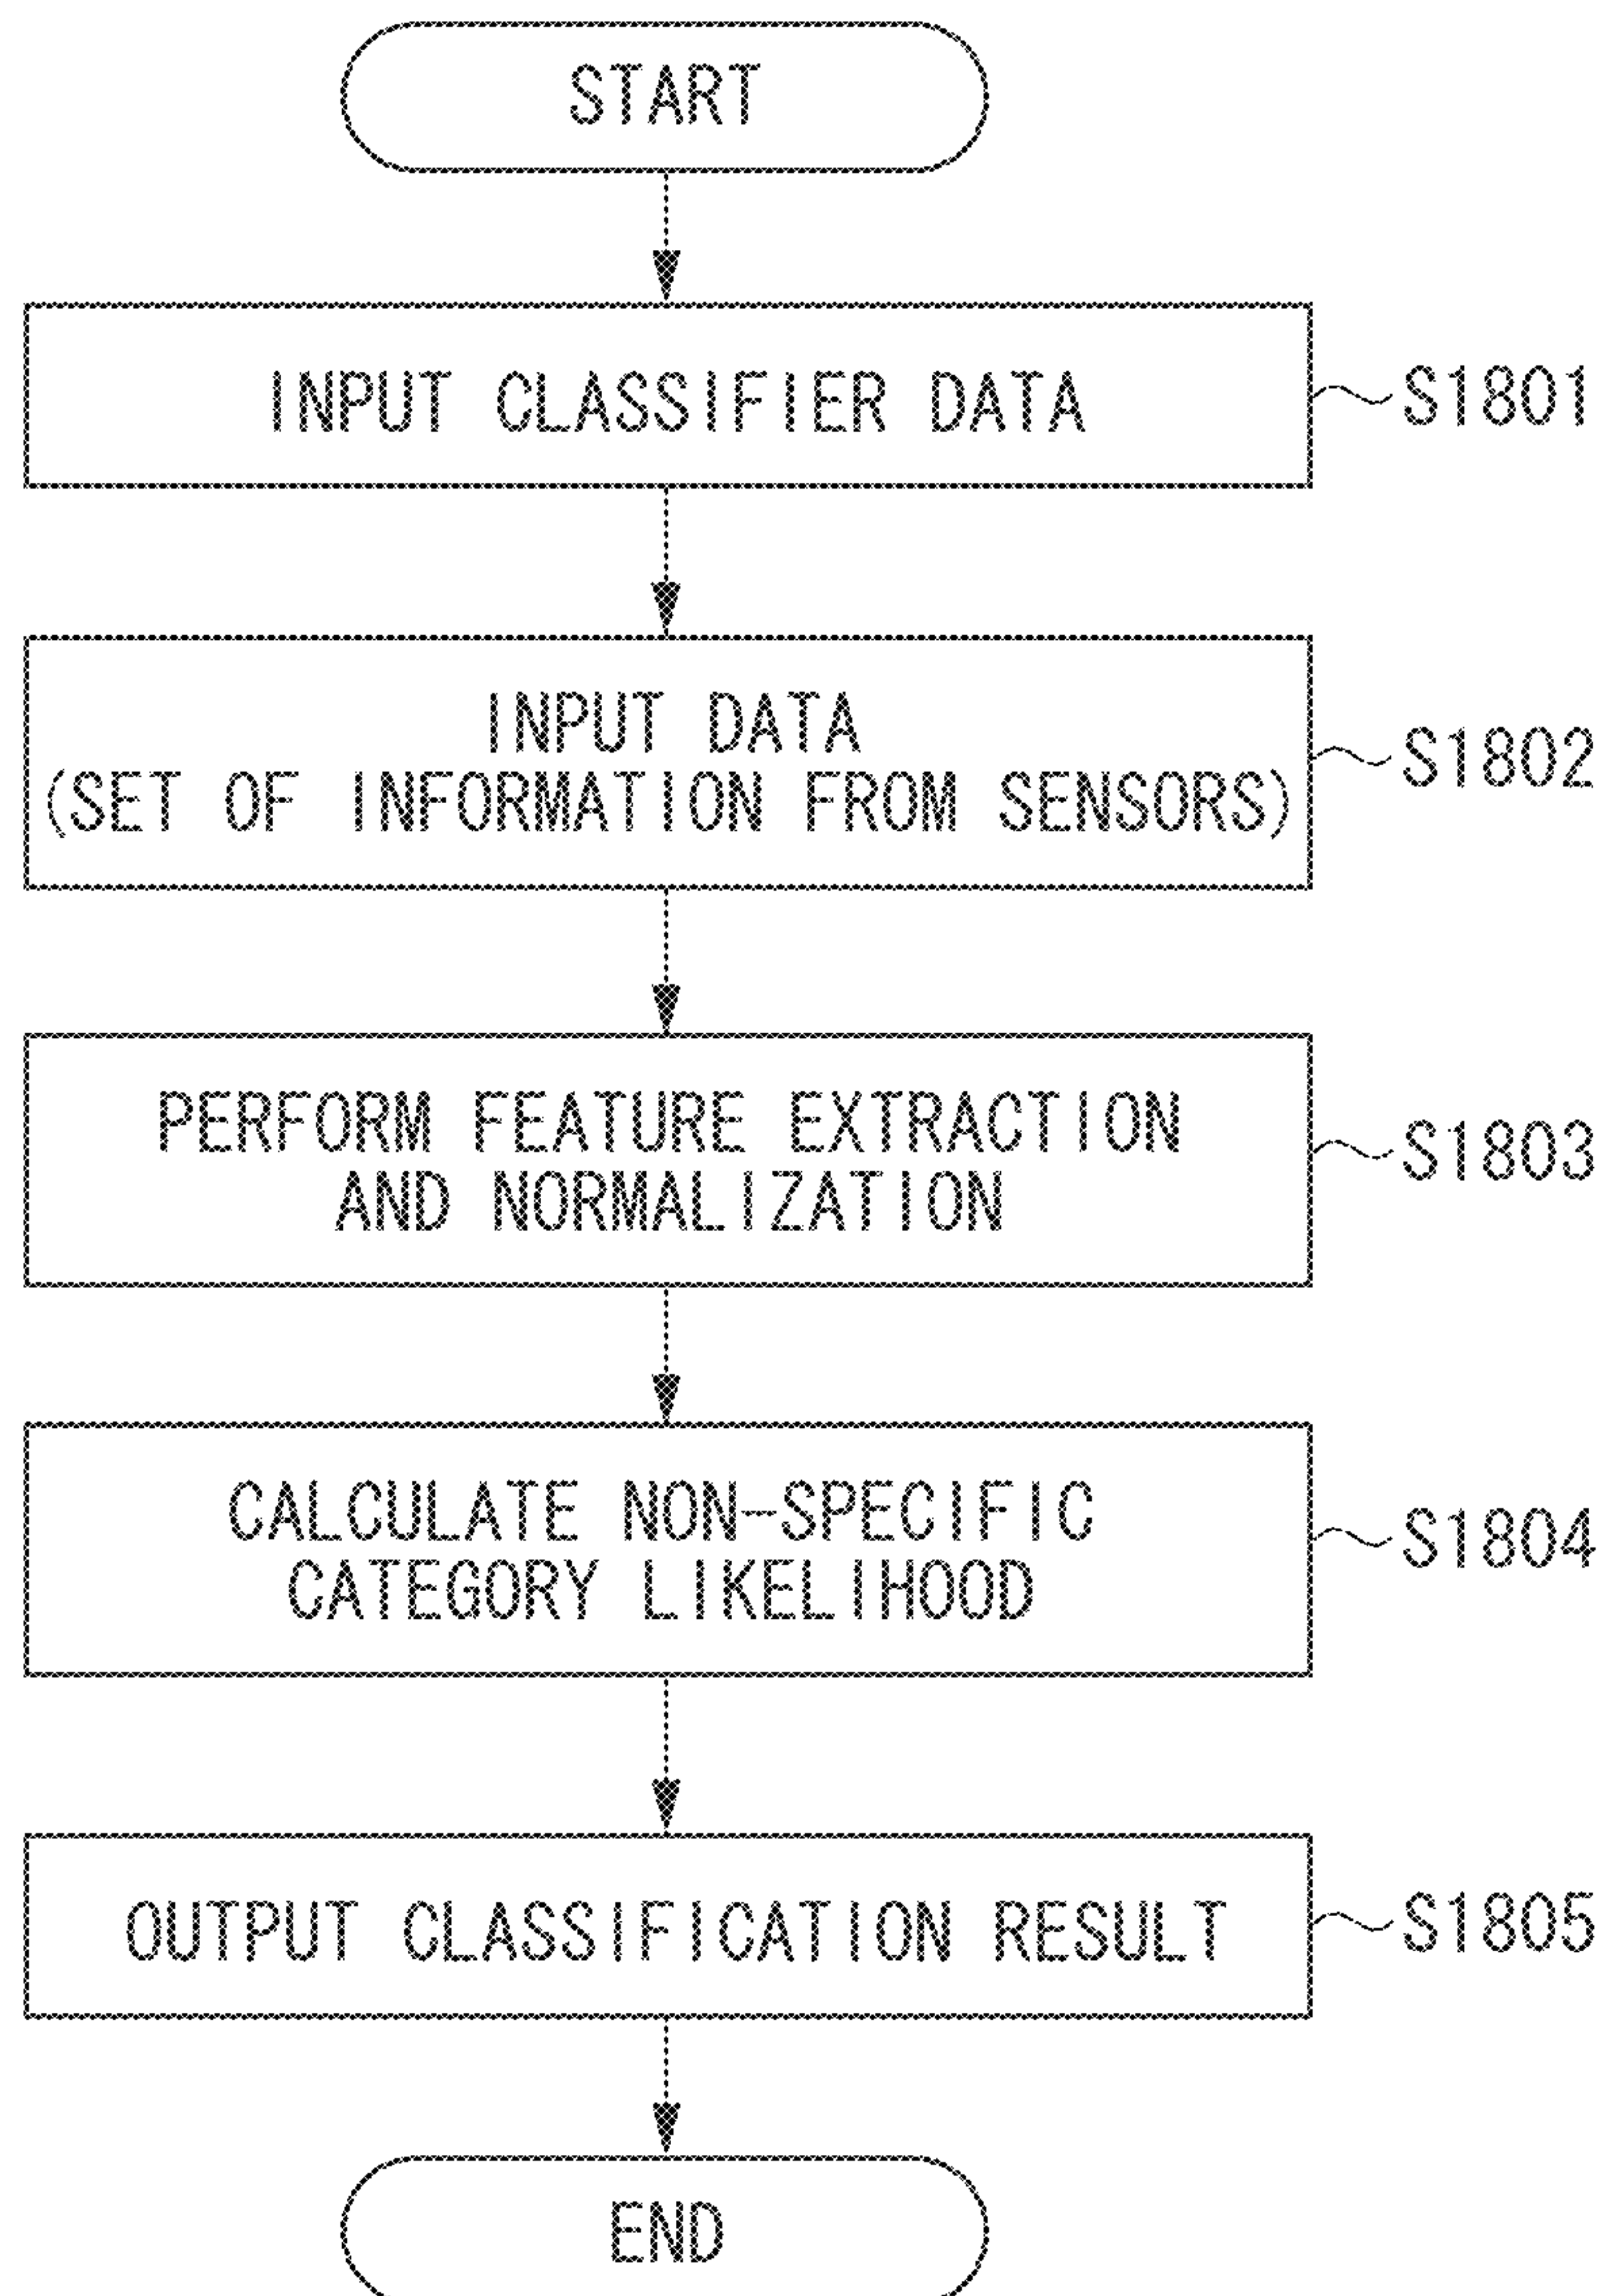 START
INPUT CLASSIFIER DATA
S1801
INPUT DATA
(SET OF INFORMATION FROM SENSORS)
S1802
PERFORM FEATURE EXTRACTION
AND NORMALIZATION
S1803
CALCULATE NON-SPECIFIC
CATEGORY LIKELIHOOD
S1804
OUTPUT CLASSIFICATION RESULT
S1805
END